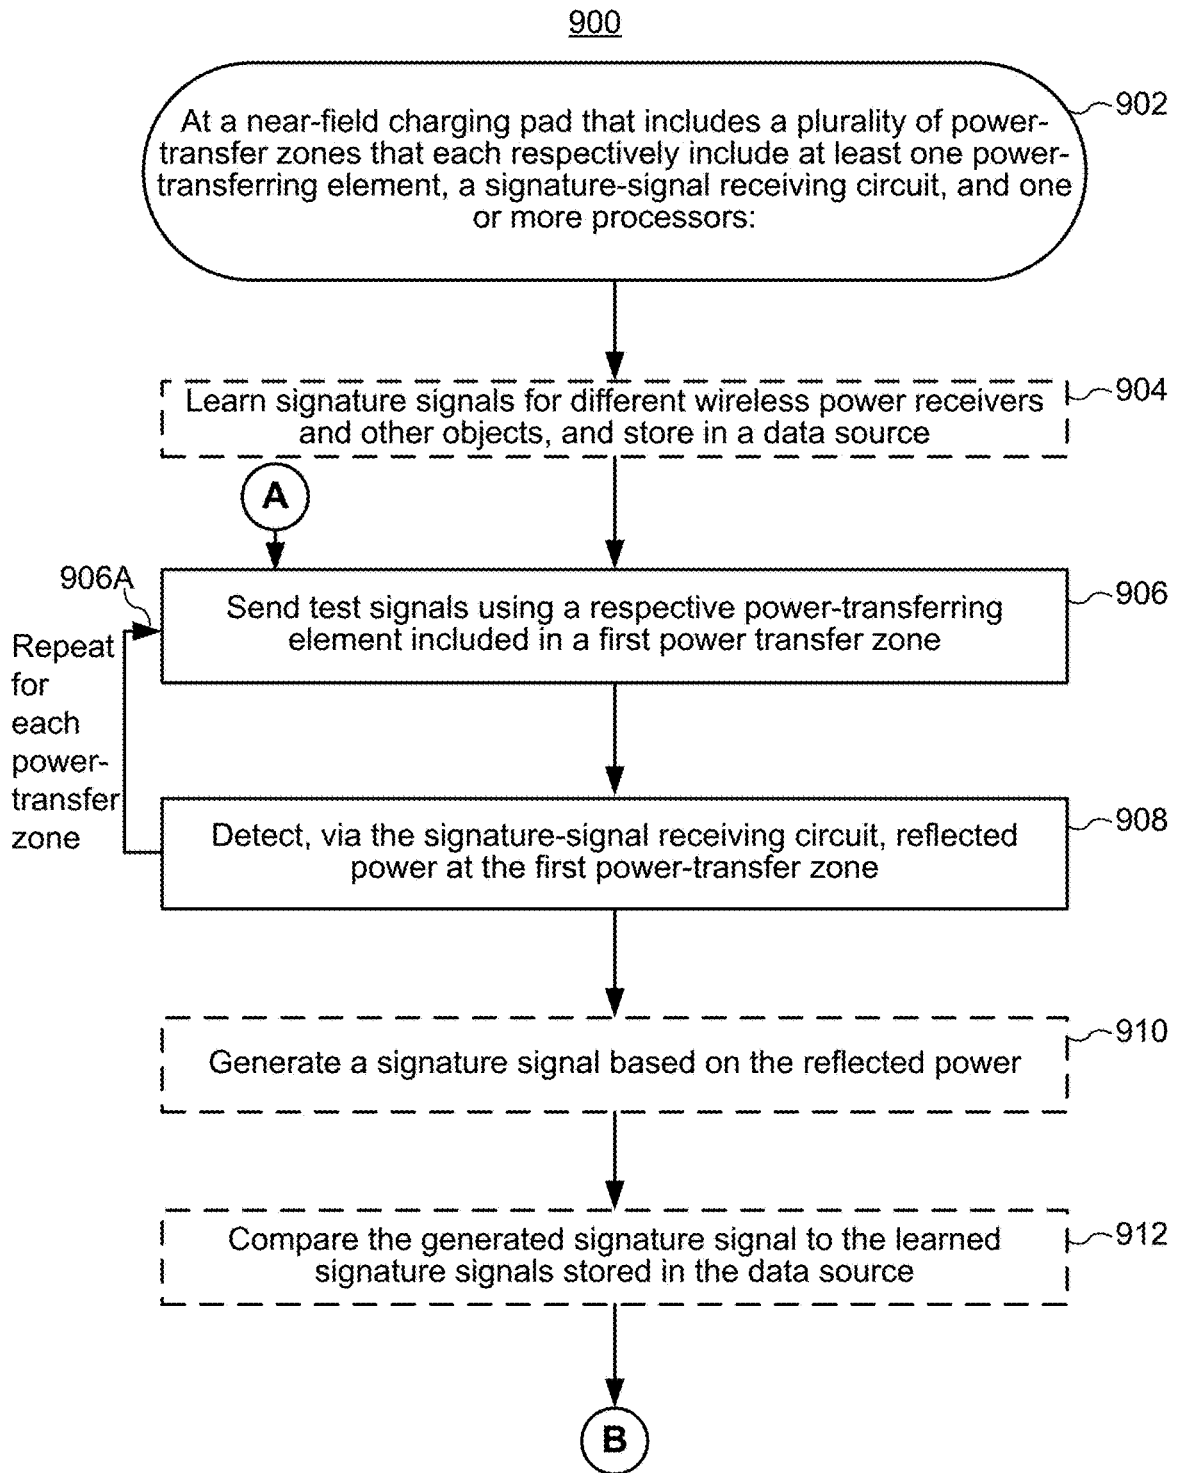 900
902
At a near-field charging pad that includes a plurality of power-
transfer zones that each respectively include at least one power-
transferring element, a signature-signal receiving circuit, and one
or more processors:
904
Learn signature signals for different wireless power receivers
and other objects, and store in a data source
A
906A
906
Send test signals using a respective power-transferring
element included in a first power transfer zone
Repeat
for
each
power-
transfer
zone
908
Detect, via the signature-signal receiving circuit, reflected
power at the first power-transfer zone
910
Generate a signature signal based on the reflected power
912
Compare the generated signature signal to the learned
signature signals stored in the data source
B